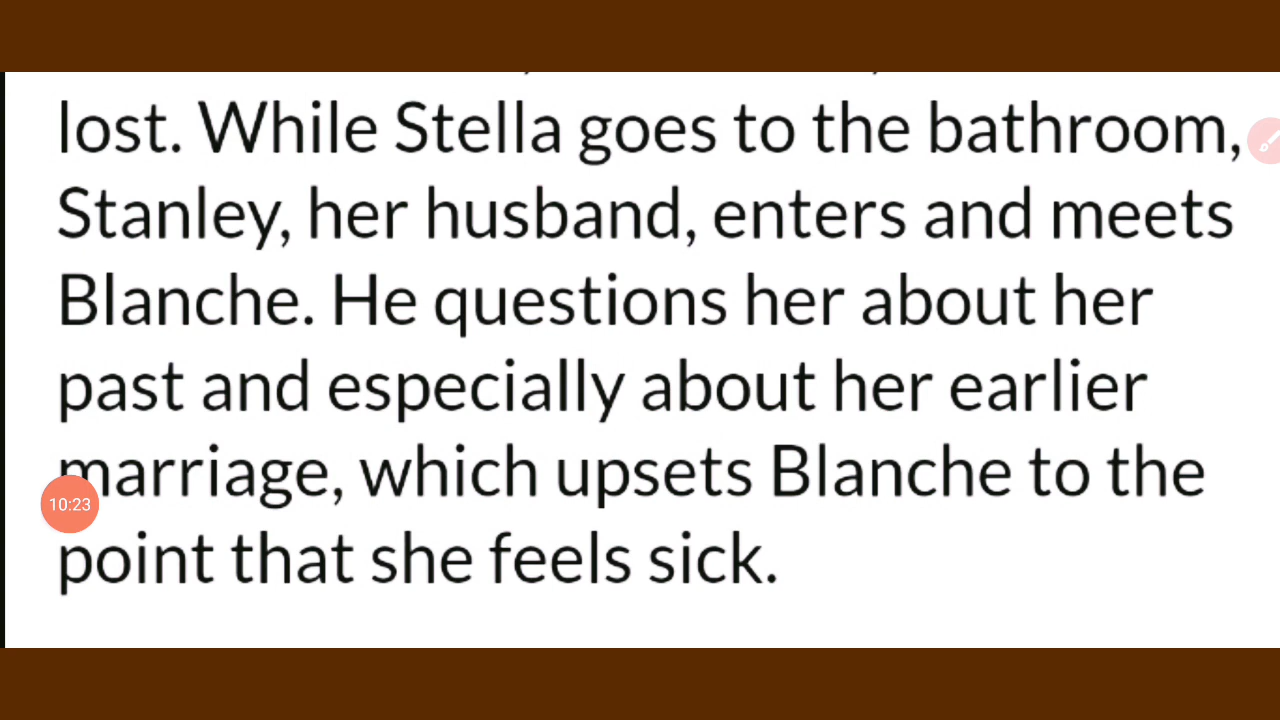 lost. While Stella goes to the bathroom,
Stanley, her husband, enters and meets
Blanche. He questions her about her
past and especially about her earlier
marriage, which upsets Blanche to the
10:23
point that she feels sick.